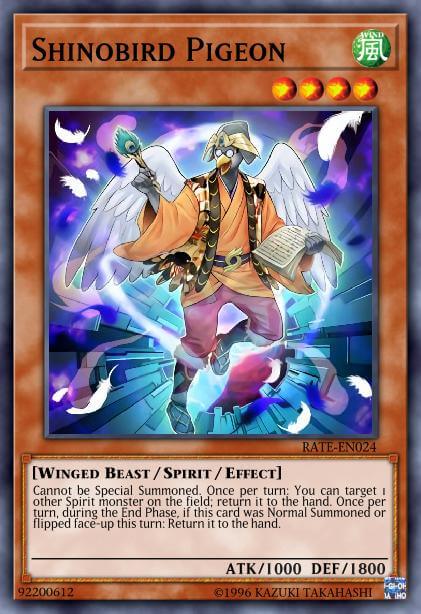 Shinobird Pigeon
WIND
風
RATE-EN024
[Winged Beast / Spirit / Effect]
Cannot be Special Summoned. Once per turn: You can target 1
other Spirit monster on the field; return it to the hand. Once per
turn, during the End Phase, if this card was Normal Summoned or
flipped face-up this turn: Return it to the hand.
ATK/1000 DEF/1800
92200612
©1996 KAZUKI TAKAHASHI